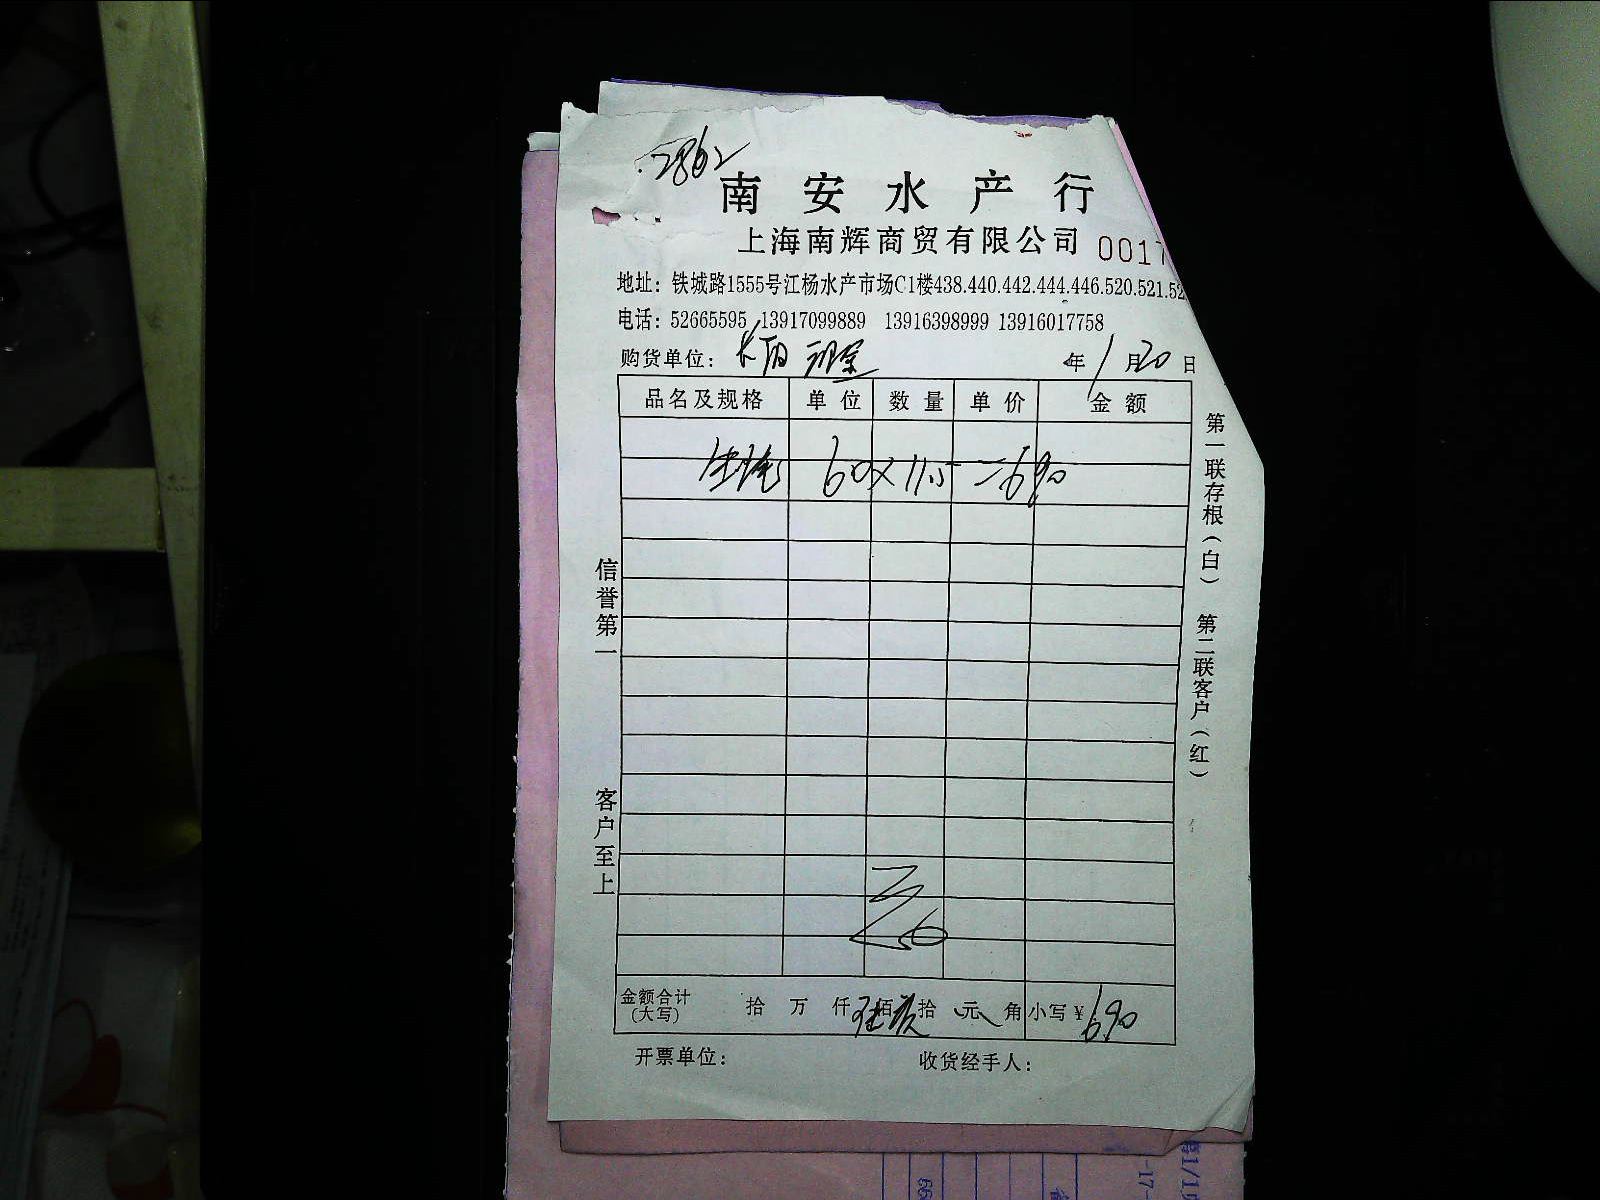 2862
南安水产行
上海南辉商贸有限公司 0017
地址：铁城路1555号江杨水产市场C1楼438.440.442.444.446.520.521.52
电话：52665595 13917099889 13916398999 13916017758
购货单位： 年 1 月 20 日
品名及规格 单位 数量 单价 金额
60×11.5=690
信誉第一
客户至上
第一联存根（白）
第二联客户（红）
金额合计（大写） 拾 万 仟 佰 拾 元 角 小写￥690
开票单位： 收货经手人：